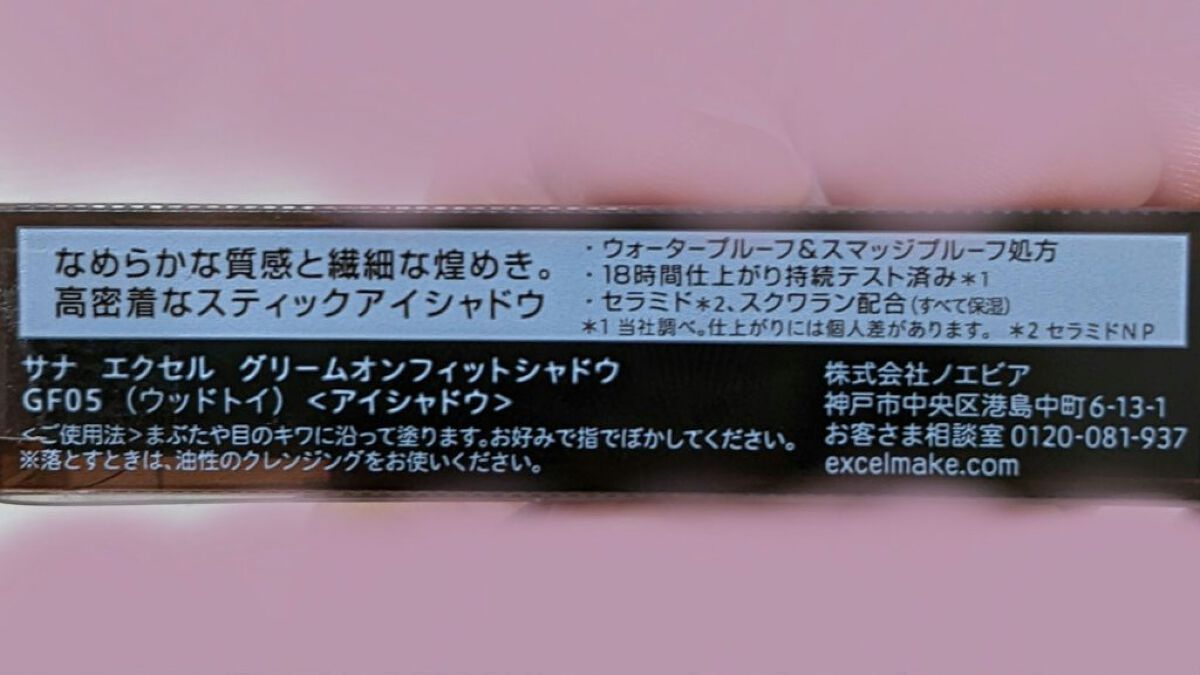 なめらかな質感と繊細な煌めき。
高密着なスティックアイシャドウ
・ウォータープルーフ&スマッジプルーフ処方
・18時間仕上がり持続テスト済み*1
・セラミド*2、スクワラン配合(すべて保湿)
*1 当社調べ。仕上がりには個人差があります。 *2 セラミドNP
サナ エクセル グリームオンフィットシャドウ
GF05 (ウッドトイ) <アイシャドウ>
<ご使用法>まぶたや目のキワに沿って塗ります。お好みで指でぼかしてください。
※落とすときは、油性のクレンジングをお使いください。
株式会社ノエビア
神戸市中央区港島中町6-13-1
お客さま相談室 0120-081-937
excelmake.com